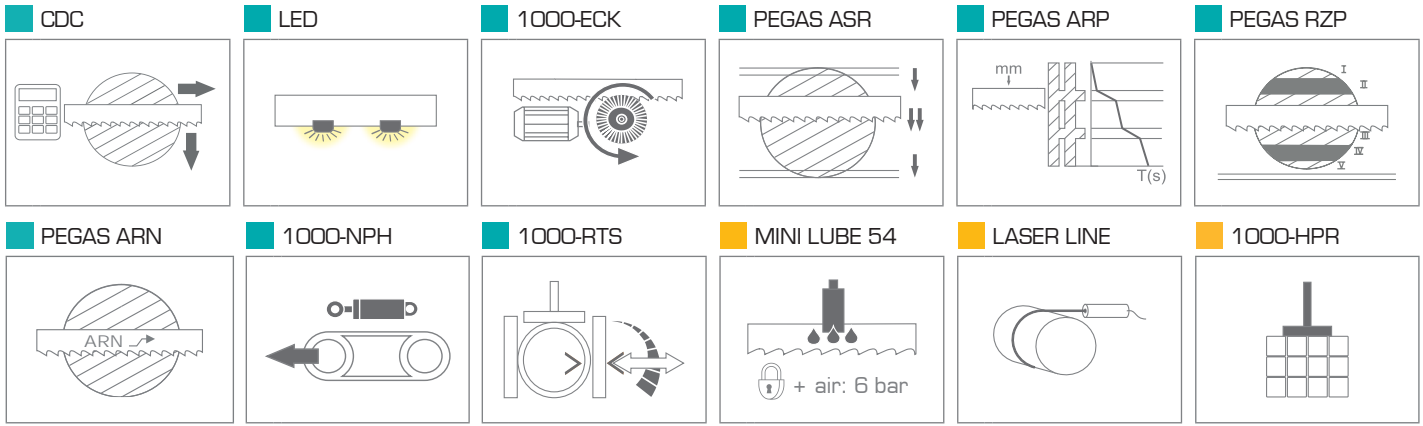 CDC
LED
1000-ECK
PEGAS ASR
PEGAS ARP
PEGAS RZP
mm
T(s)
I
II
III
IV
V
PEGAS ARN
1000-NPH
1000-RTS
MINI LUBE 54
LASER LINE
1000-HPR
ARN
+ air: 6 bar